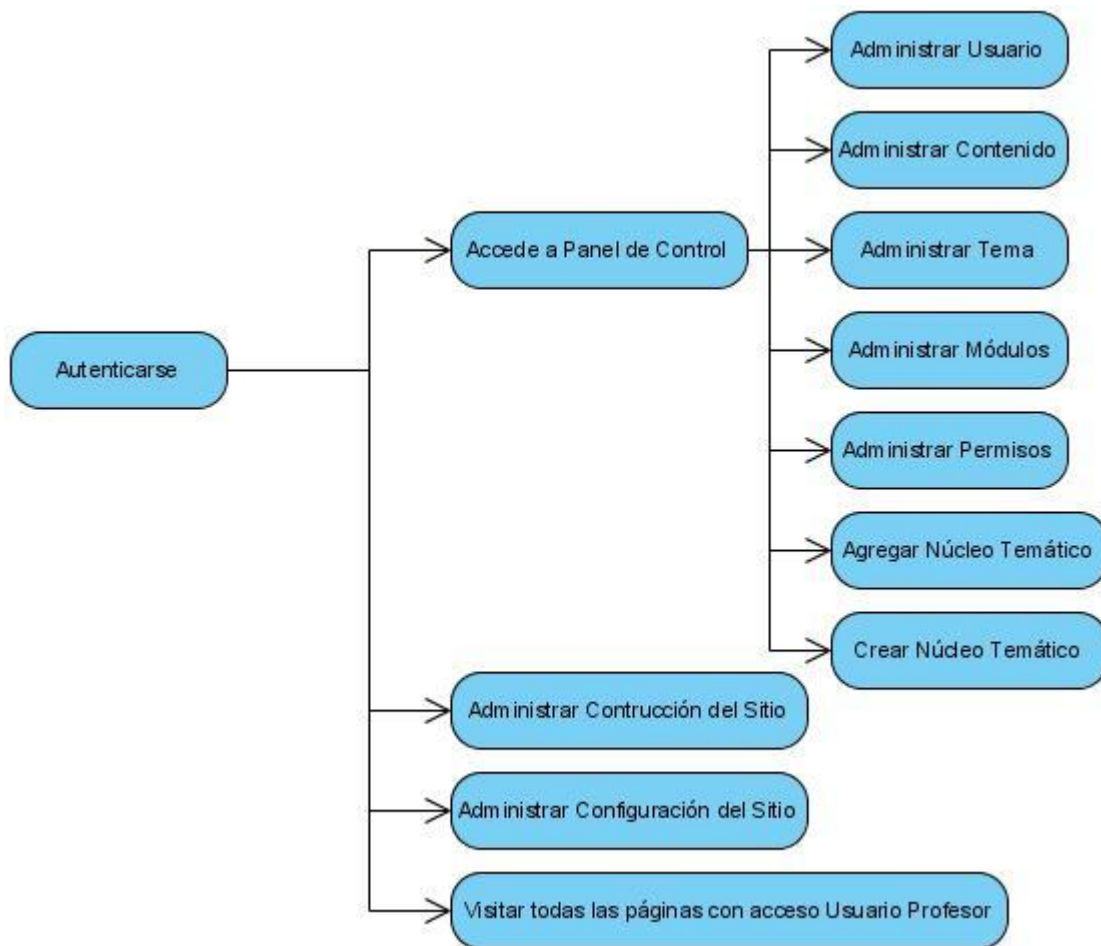 Administrar Usuario
Administrar Contenido
Accede a Panel de Control
Administrar Tema
Autenticarse
Administrar Módulos
Administrar Permisos
Agregar Núcleo Temático
Crear Núcleo Temático
Administrar Contrucción del Sitio
Administrar Configuración del Sitio
Visitar todas las páginas con acceso Usuario Profesor